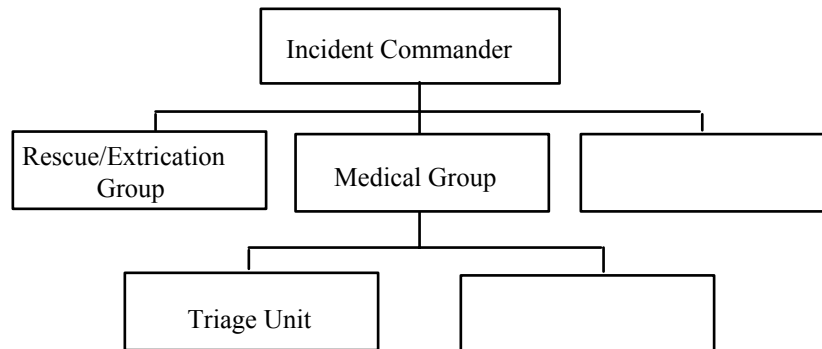 Incident Commander
Rescue/Extrication
Group
Medical Group
Triage Unit